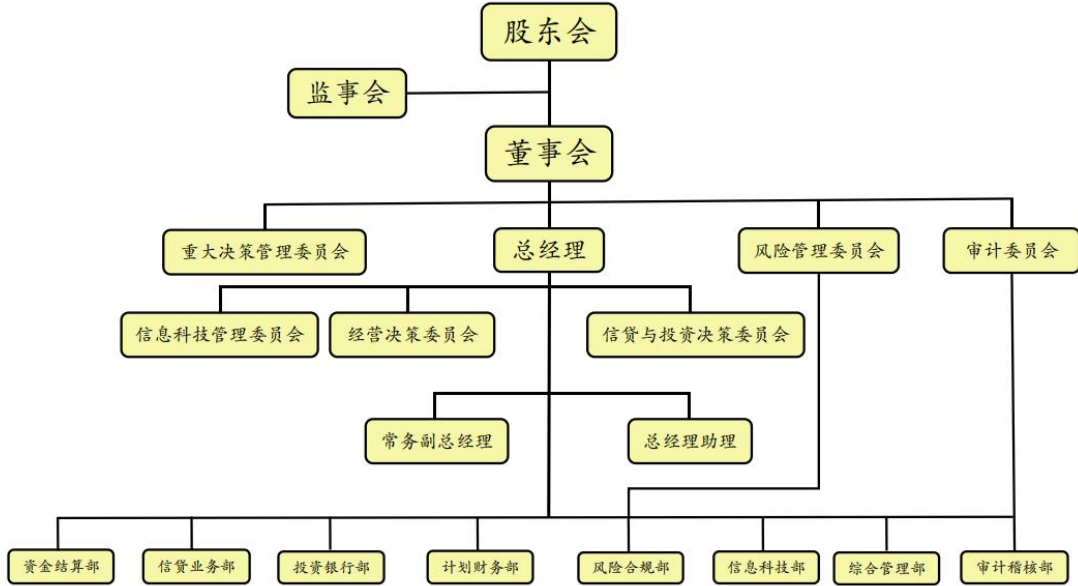 股东会
监事会
董事会
重大决策管理委员会
总经理
风险管理委员会
审计委员会
信息科技管理委员会
经营决策委员会
信贷与投资决策委员会
常务副总经理
总经理助理
资金结算部
信贷业务部
投资银行部
计划财务部
风险合规部
信息科技部
综合管理部
审计稽核部